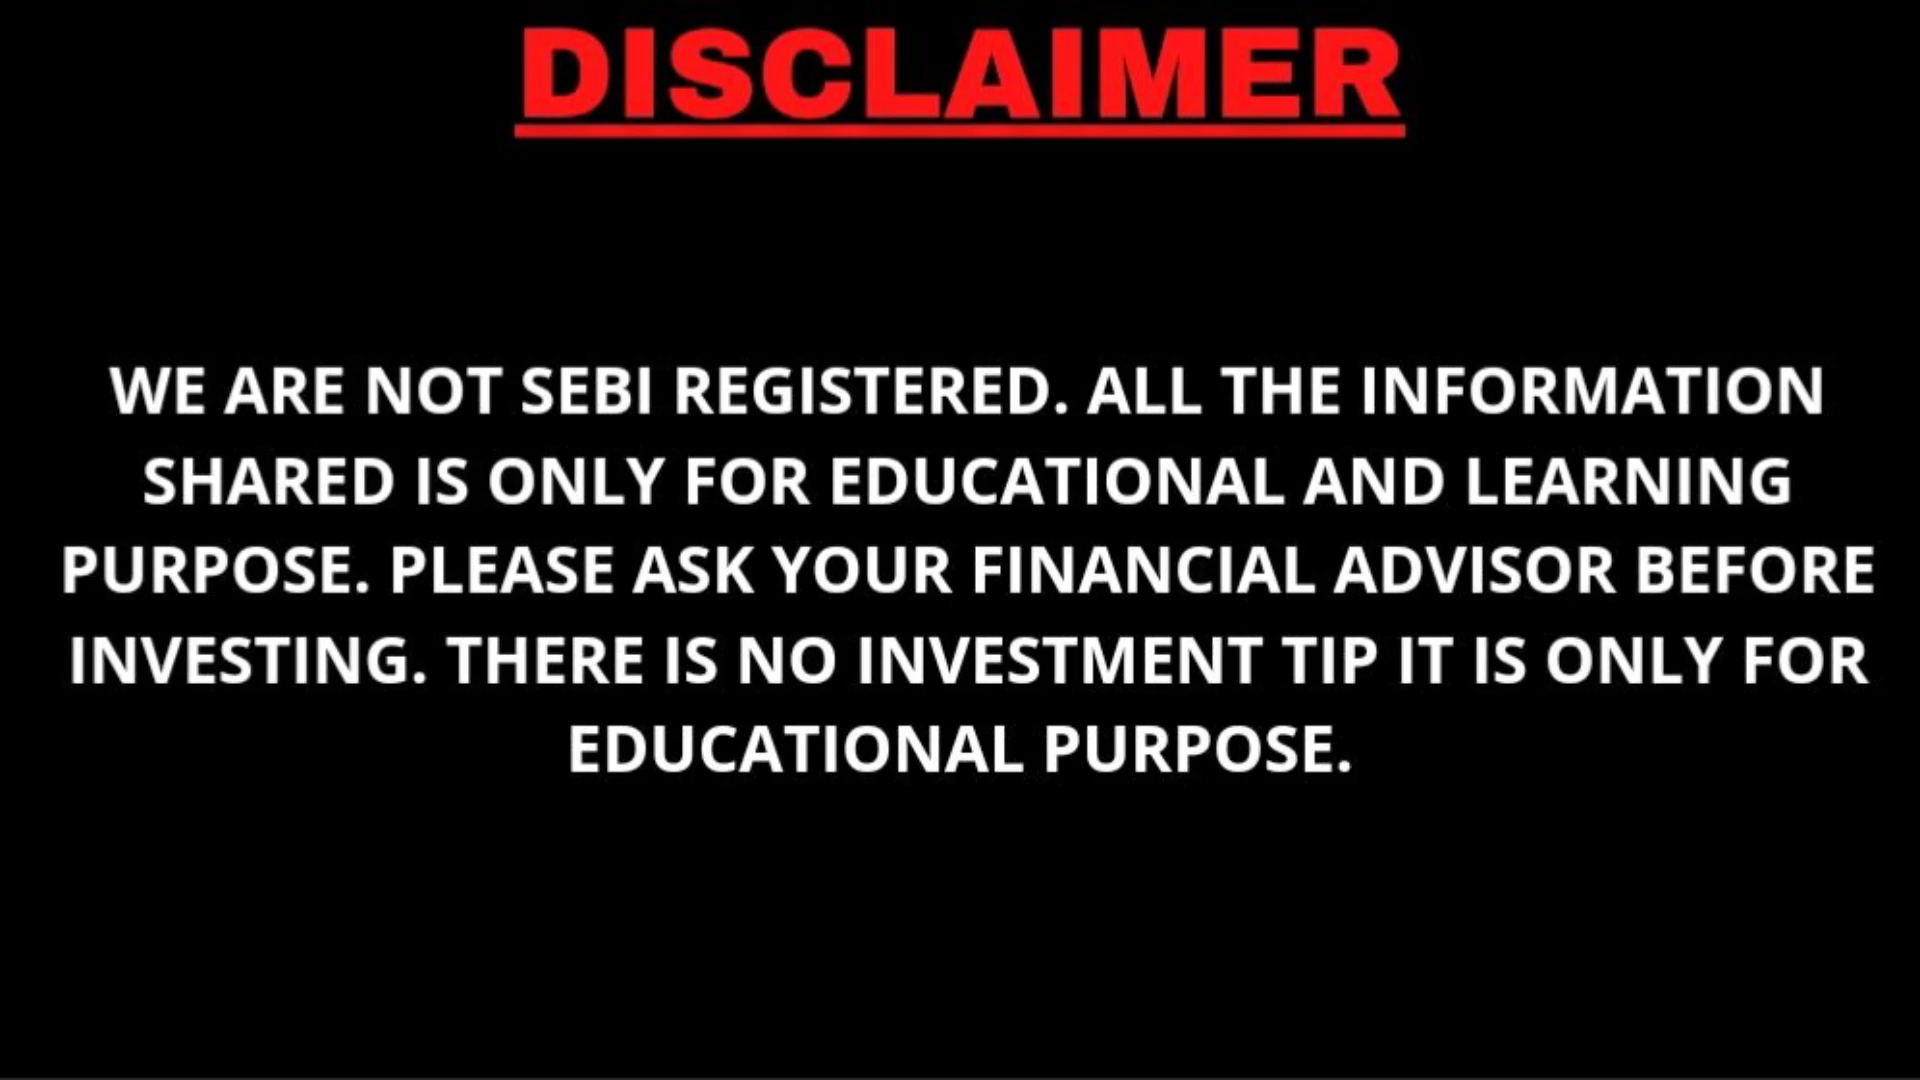 DISCLAIMER
WE ARE NOT SEBI REGISTERED. ALL THE INFORMATION
SHARED IS ONLY FOR EDUCATIONAL AND LEARNING
PURPOSE. PLEASE ASK YOUR FINANCIAL ADVISOR BEFORE
INVESTING. THERE IS NO INVESTMENT TIP IT IS ONLY FOR
EDUCATIONAL PURPOSE.